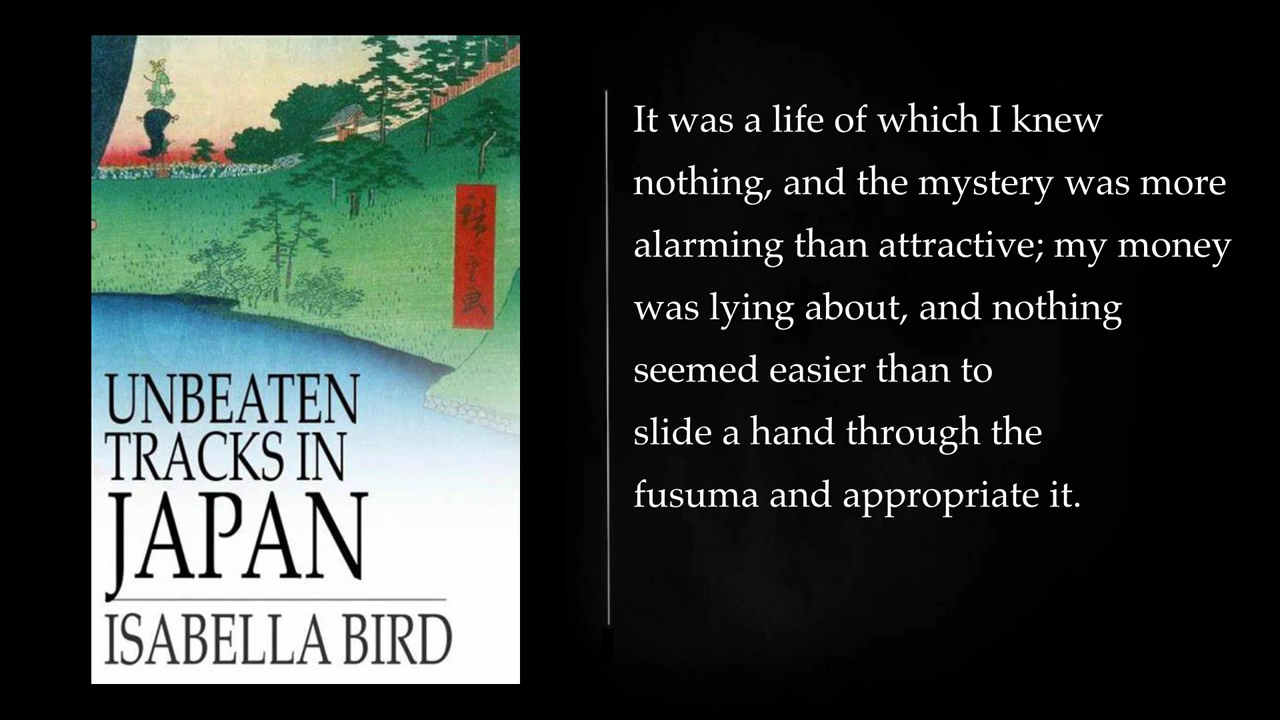 UNBEATEN
TRACKS IN
JAPAN
ISABELLA BIRD
It was a life of which I knew
nothing, and the mystery was more
alarming than attractive; my money
was lying about, and nothing
seemed easier than to
slide a hand through the
fusuma and appropriate it.